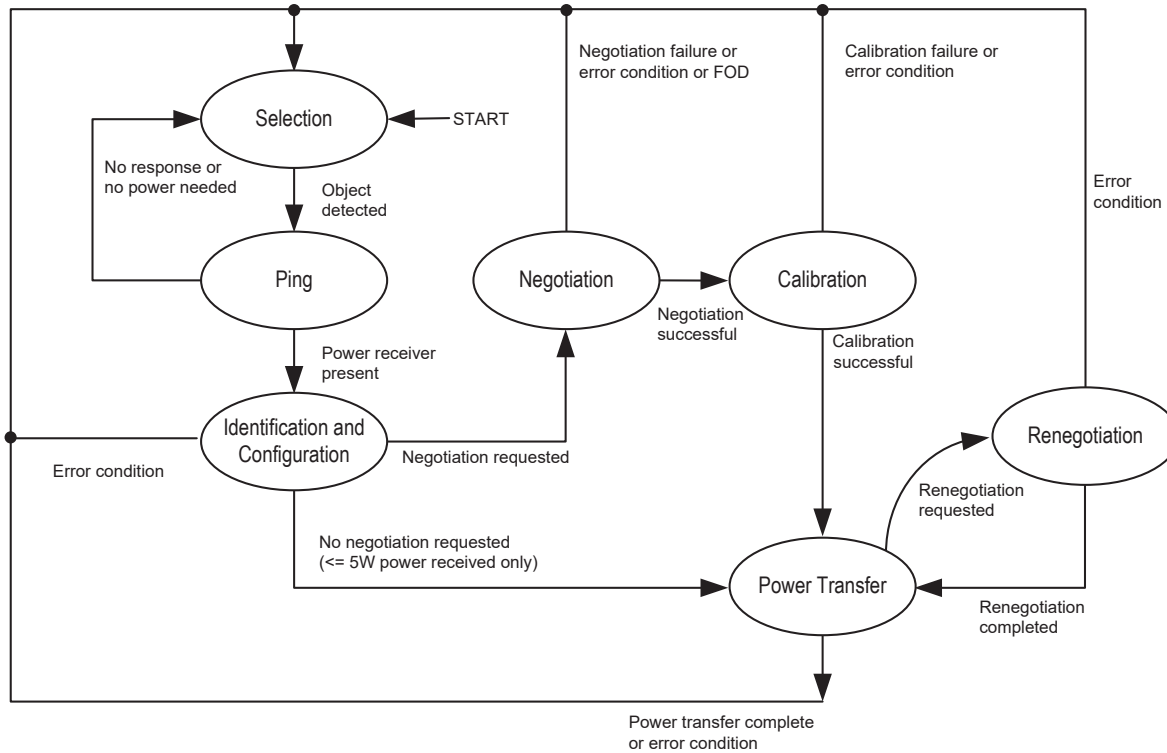 Negotiation failure or
error condition or FOD
Calibration failure or
error condition
Selection
START
No response or
no power needed
Object
detected
Error
condition
Ping
Negotiation
Calibration
Negotiation
successful
Calibration
successful
Power receiver
present
Identification and
Configuration
Renegotiation
Error condition
Negotiation requested
Renegotiation
requested
No negotiation requested
(<= 5W power received only)
Power Transfer
Renegotiation
completed
Power transfer complete
or error condition